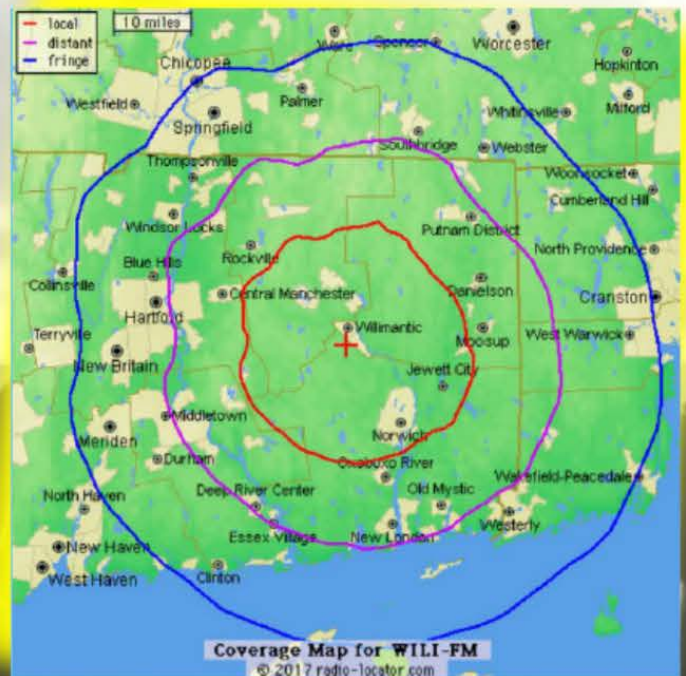 local
distant
fringe
10 miles
Ware
Spencer
Worcester
Hopkinton
Chicopee
Westfield
Palmer
Whitinsville
Milford
Springfield
Southbridge
Webster
Thompsonville
Woonsocket
Cumberland Hill
Windsor Locks
Putnam District
Rockville
North Providence
Blue Hills
Collinsville
Central Manchester
Danielson
Cranston
Hartford
Willimantic
Terryville
Moosup
West Warwick
New Britain
Jewett City
Middletown
Meriden
Norwich
Durham
Oxoboxo River
Wakefield-Peacedale
North Haven
Deep River Center
Old Mystic
Essex Village
New London
Westerly
New Haven
West Haven
Clinton
Coverage Map for WILI-FM
© 2017 radio-locator.com